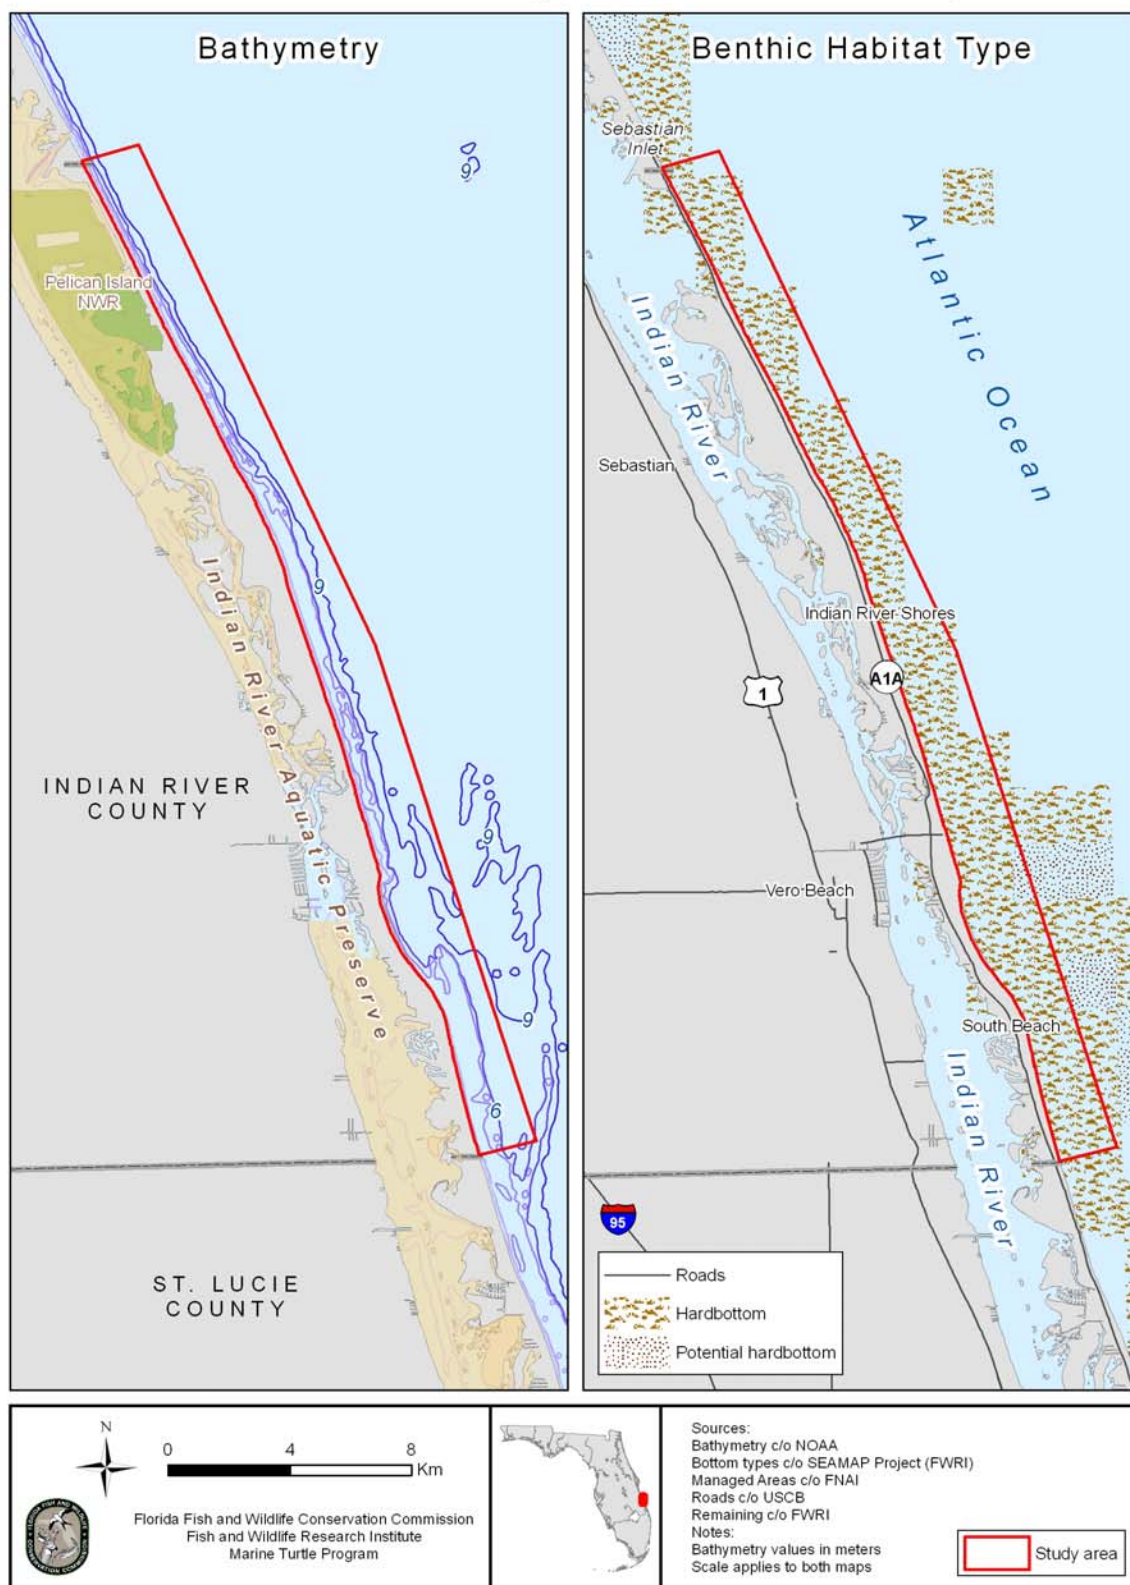 Bathymetry
9
Pelican Island
NWR
9
Indian River Aquatic Preserve
INDIAN RIVER
COUNTY
9
9
6
ST. LUCIE
COUNTY
Benthic Habitat Type
Sebastian
Inlet
Atlantic Ocean
Indian River
Sebastian
Indian River Shores
A1A
1
Vero Beach
South Beach
Indian River
95
Roads
Hardbottom
Potential hardbottom
N
0 4 8
Km
Florida Fish and Wildlife Conservation Commission
Fish and Wildlife Research Institute
Marine Turtle Program
Sources:
Bathymetry c/o NOAA
Bottom types c/o SEAMAP Project (FWRI)
Managed Areas c/o FNAI
Roads c/o USCB
Remaining c/o FWRI
Notes:
Bathymetry values in meters
Scale applies to both maps
Study area